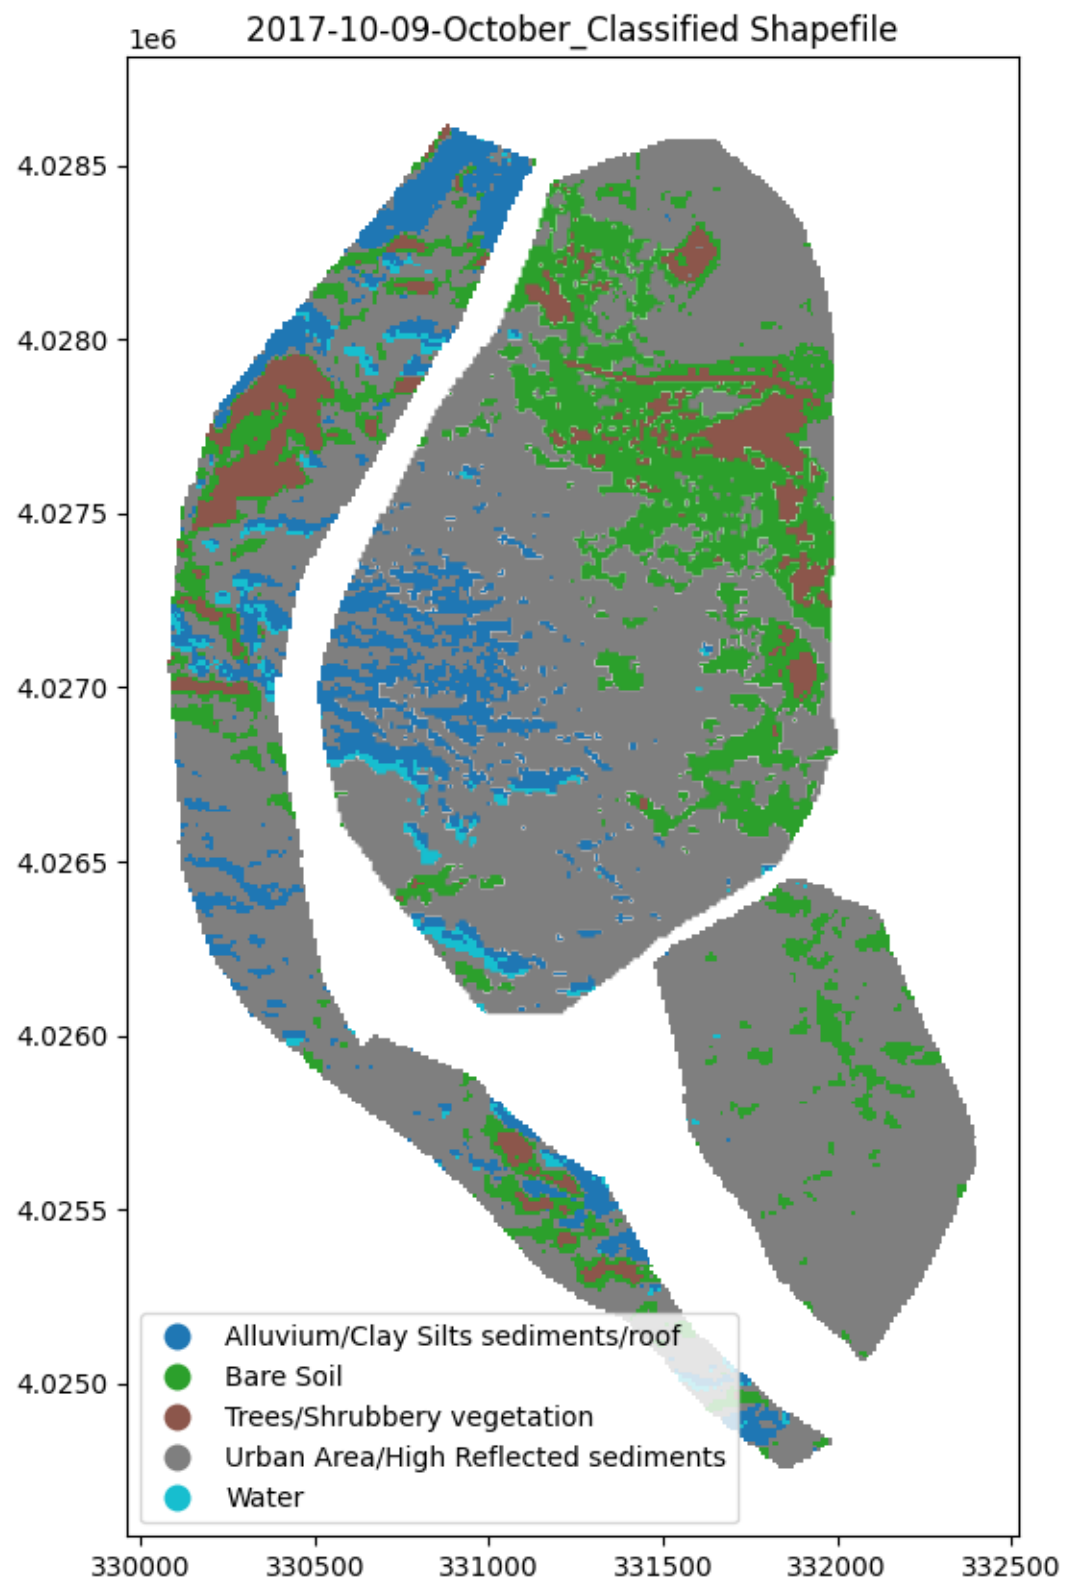 2017-10-09-October_Classified Shapefile
1e6
4.0285
4.0280
4.0275
4.0270
4.0265
4.0260
4.0255
4.0250
Alluvium/Clay Silts sediments/roof
Bare Soil
Trees/Shrubbery vegetation
Urban Area/High Reflected sediments
Water
330000 330500 331000 331500 332000 332500